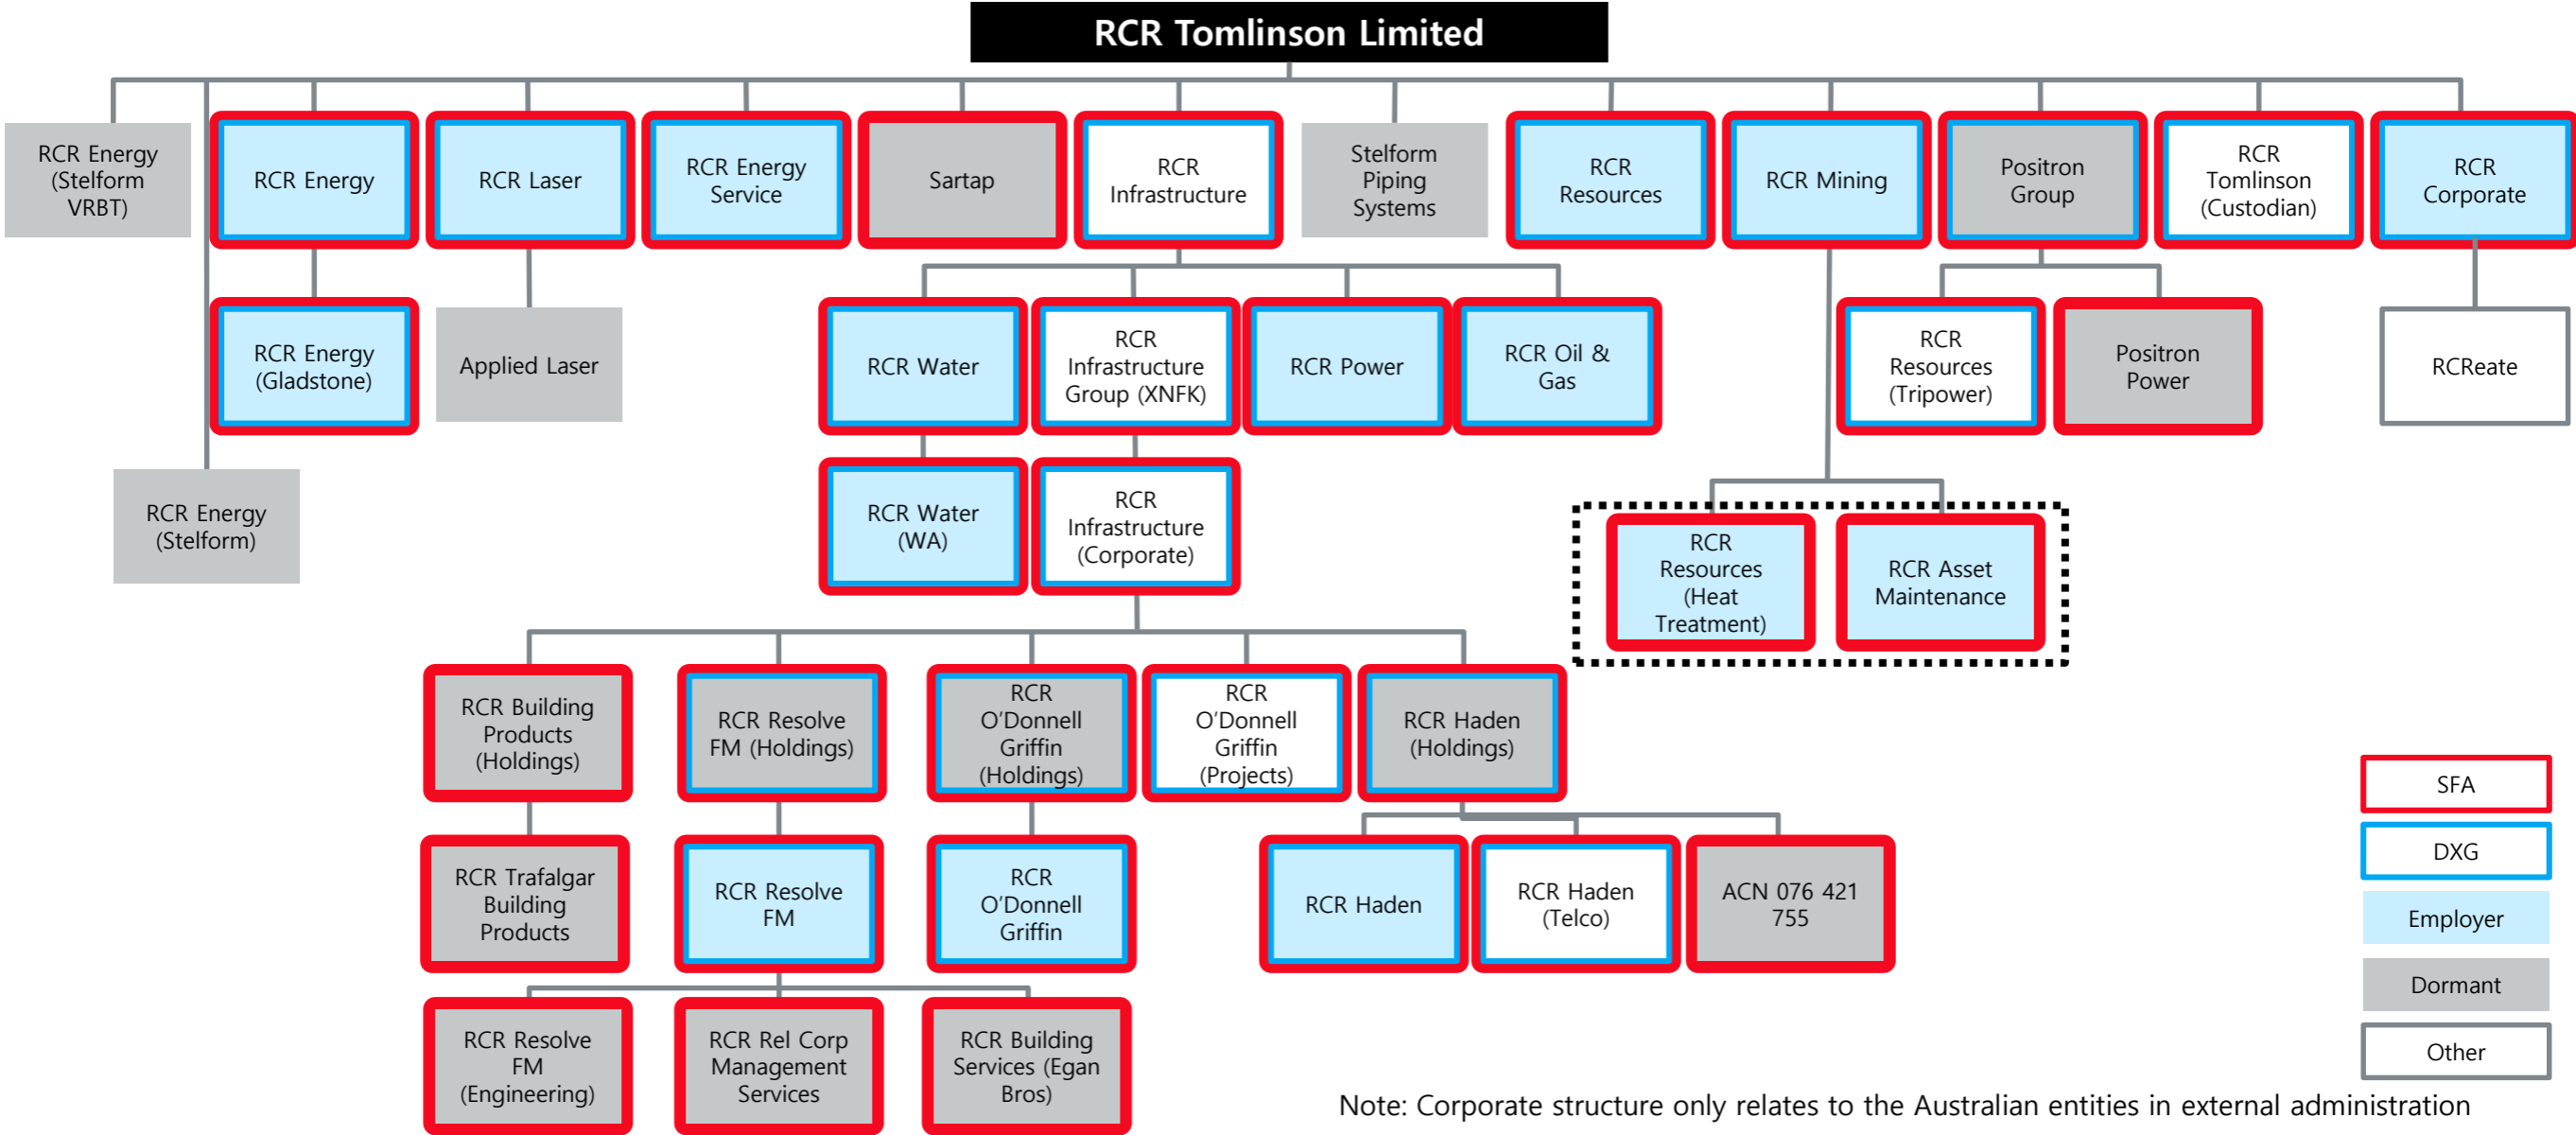 RCR Tomlinson Limited
RCR Energy
(Stelform
VRBT)
RCR Energy
RCR Laser
RCR Energy
Service
Sartap
RCR
Infrastructure
Stelform
Piping
Systems
RCR
Resources
RCR Mining
Positron
Group
RCR
Tomlinson
(Custodian)
RCR
Corporate
RCR Energy
(Gladstone)
Applied Laser
RCR Water
RCR
Infrastructure
Group (XNFK)
RCR Power
RCR Oil &
Gas
RCR
Resources
(Tripower)
Positron
Power
RCReate
RCR Energy
(Stelform)
RCR Water
(WA)
RCR
Infrastructure
(Corporate)
RCR
Resources
(Heat
Treatment)
RCR Asset
Maintenance
RCR Building
Products
(Holdings)
RCR Resolve
FM (Holdings)
RCR
O'Donnell
Griffin
(Holdings)
RCR
O'Donnell
Griffin
(Projects)
RCR Haden
(Holdings)
RCR Trafalgar
Building
Products
RCR Resolve
FM
RCR
O'Donnell
Griffin
RCR Haden
RCR Haden
(Telco)
ACN 076 421
755
RCR Resolve
FM
(Engineering)
RCR Rel Corp
Management
Services
RCR Building
Services (Egan
Bros)
SFA
DXG
Employer
Dormant
Other
Note: Corporate structure only relates to the Australian entities in external administration